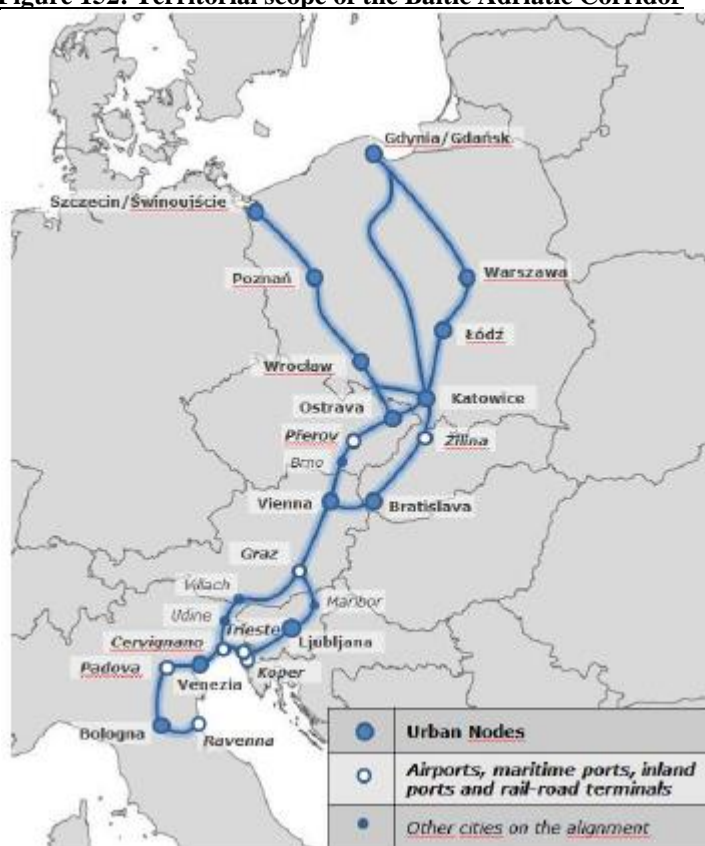 Figure 132: Territorial scope of the Baltic Adriatic Corridor
Gdynia/Gdańsk
Szczecin/Świnoujście
Poznań
Warszawa
Łódź
Wrocław
Katowice
Ostrava
Přerov
Žilina
Brno
Vienna
Bratislava
Graz
Villach
Maribor
Udine
Trieste
Cervignano
Ljubljana
Padova
Koper
Venezia
Bologna
Ravenna
Urban Nodes
Airports, maritime ports, inland
ports and rail-road terminals
Other cities on the alignment